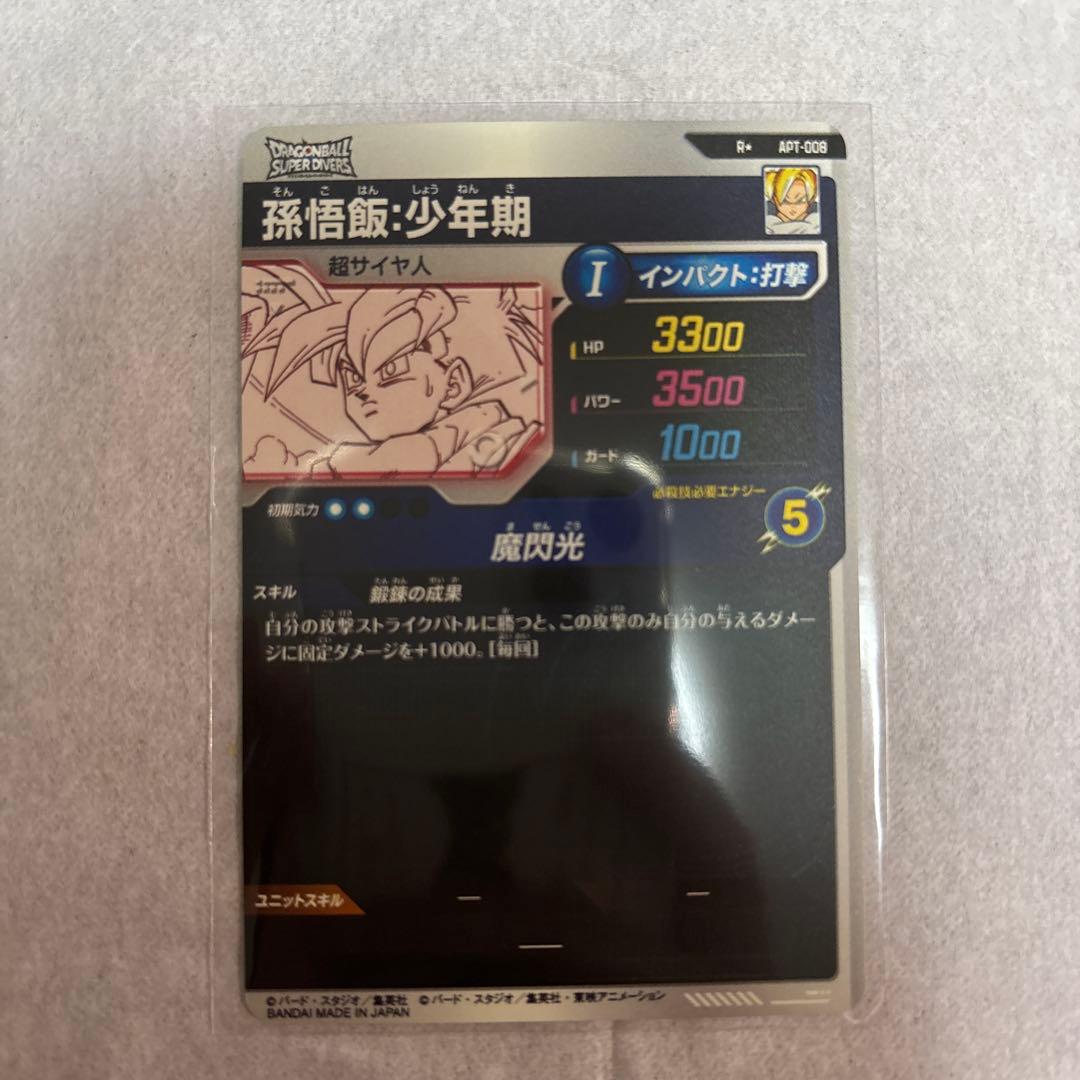 DRAGONBALL
SUPER DIVERS
R★ APT-008
そん ご はん しょう ねん き
孫悟飯:少年期
超サイヤ人
I インパクト:打撃
HP 3300
パワー 3500
ガード 1000
初期気力
必殺技必要エナジー
5
ま せん こう
魔閃光
スキル 鍛錬の成果
自分の攻撃ストライクバトルに勝つと、この攻撃のみ自分の与えるダメー
ジに固定ダメージを+1000。[毎回]
ユニットスキル
©バード・スタジオ/集英社 ©バード・スタジオ/集英社・東映アニメーション
BANDAI MADE IN JAPAN